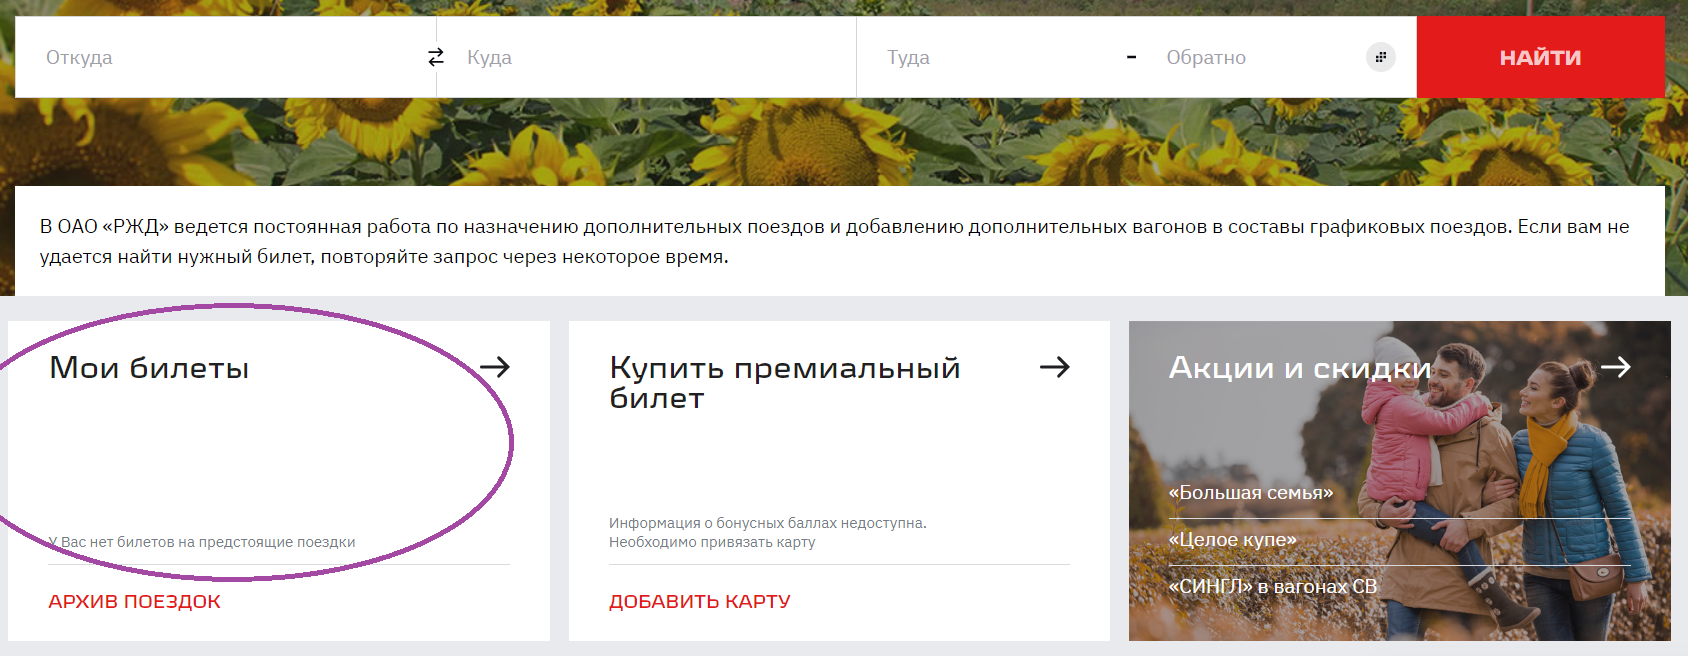 Откуда
Куда
Туда
-
Обратно
НАЙТИ
В ОАО «РЖД» ведется постоянная работа по назначению дополнительных поездов и добавлению дополнительных вагонов в составы графиковых поездов. Если вам не
удается найти нужный билет, повторяйте запрос через некоторое время.
Мои билеты
У Вас нет билетов на предстоящие поездки
АРХИВ ПОЕЗДОК
Купить премиальный
билет
Информация о бонусных баллах недоступна.
Необходимо привязать карту
ДОБАВИТЬ КАРТУ
Акции и скидки
«Большая семья»
«Целое купе»
«СИНГЛ» в вагонах СВ